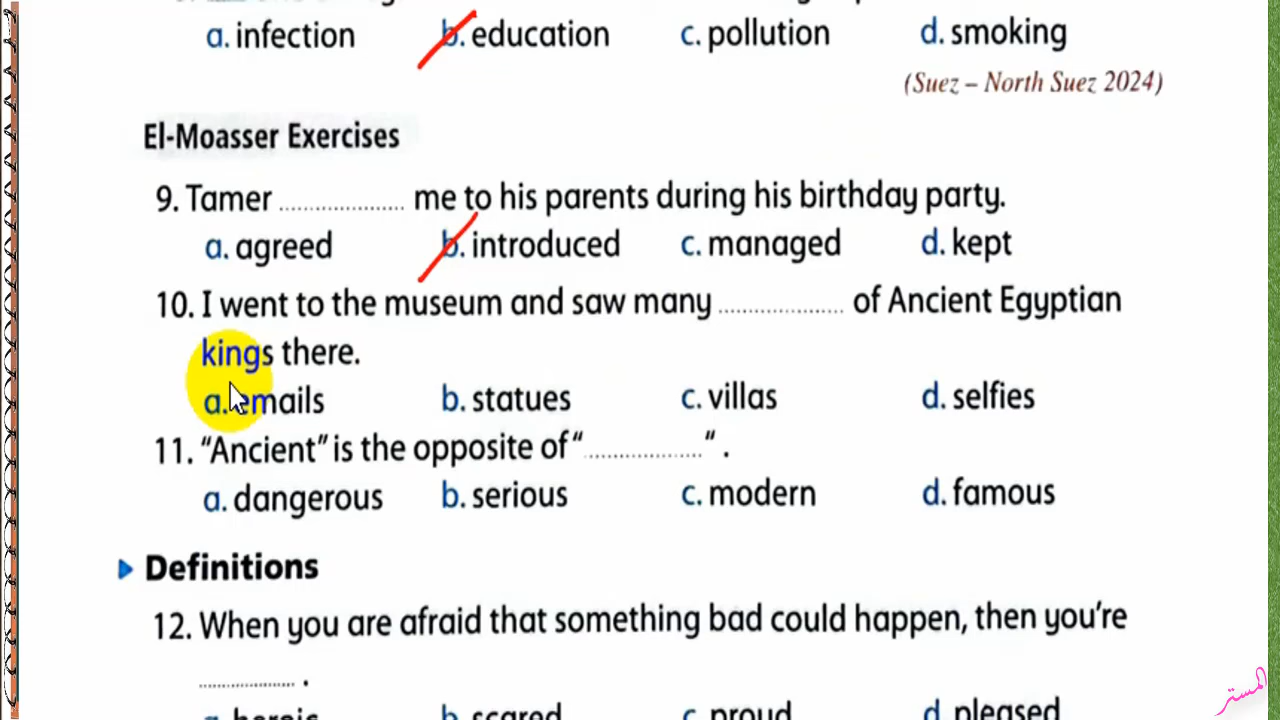 a. infection b. education c. pollution d. smoking
(Suez – North Suez 2024)
El-Moasser Exercises
9. Tamer .................... me to his parents during his birthday party.
a. agreed b. introduced c. managed d. kept
10. I went to the museum and saw many .................... of Ancient Egyptian
kings there.
a. emails b. statues c. villas d. selfies
11. “Ancient” is the opposite of “....................” .
a. dangerous b. serious c. modern d. famous
Definitions
12. When you are afraid that something bad could happen, then you're
.................... .
a. heroic b. scared c. proud d. pleased
المستر